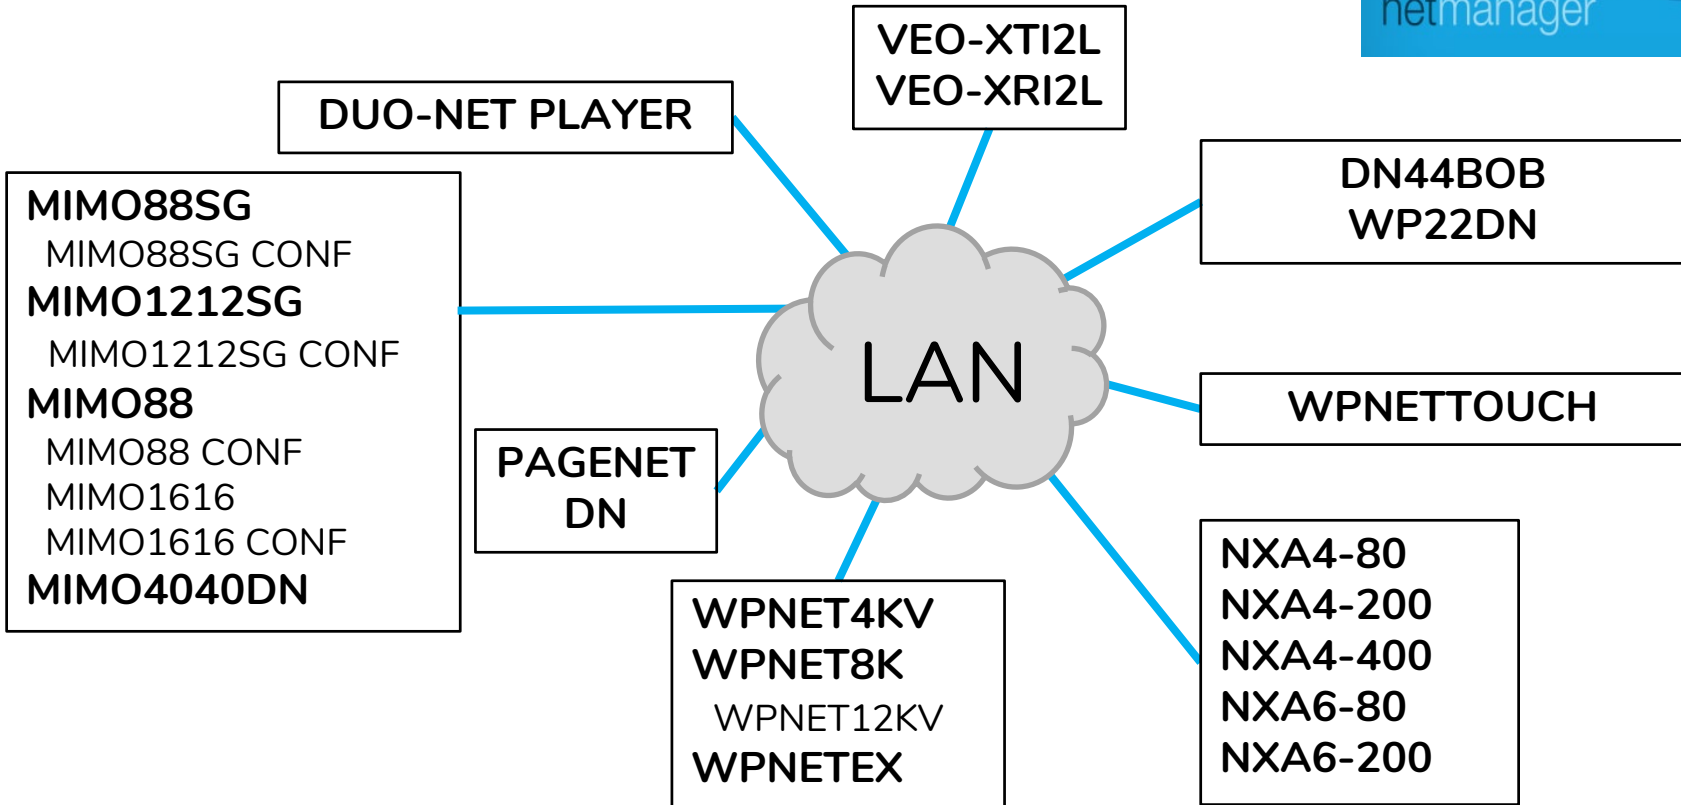 netmanager
VEO-XTI2L
VEO-XRI2L
DUO-NET PLAYER
DN44BOB
WP22DN
MIMO88SG
MIMO88SG CONF
MIMO1212SG
MIMO1212SG CONF
MIMO88
MIMO88 CONF
MIMO1616
MIMO1616 CONF
MIMO4040DN
LAN
WPNETTOUCH
PAGENET
DN
WPNET4KV
WPNET8K
WPNET12KV
WPNETEX
NXA4-80
NXA4-200
NXA4-400
NXA6-80
NXA6-200